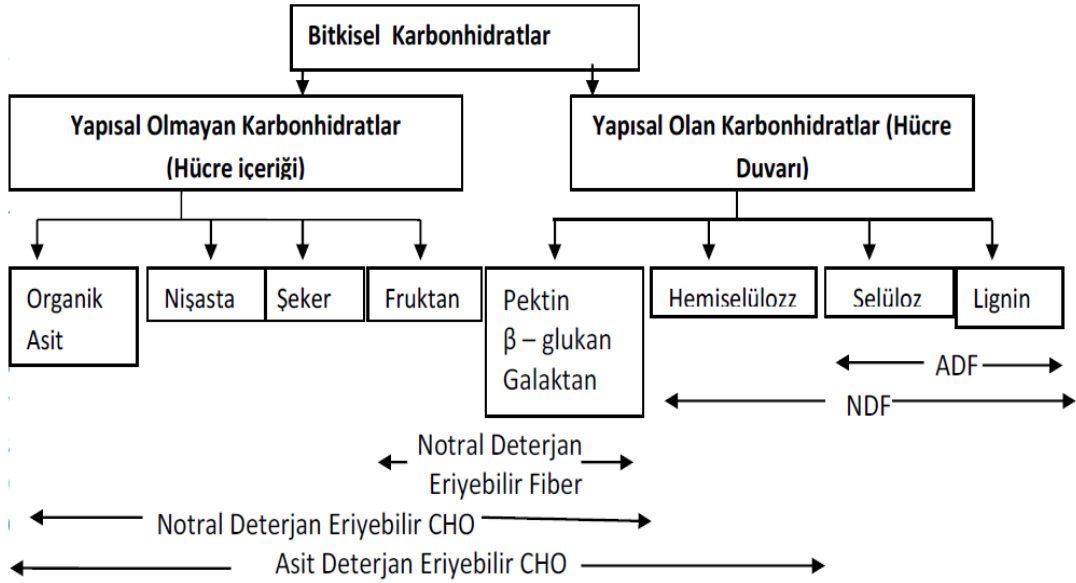 Bitkisel Karbonhidratlar
Yapısal Olmayan Karbonhidratlar
(Hücre içeriği)
Yapısal Olan Karbonhidratlar (Hücre
Duvarı)
Organik
Asit
Nişasta
Şeker
Fruktan
Pektin
β – glukan
Galaktan
Hemiselülozz
Selüloz
Lignin
ADF
NDF
Notral Deterjan
Eriyebilir Fiber
Notral Deterjan Eriyebilir CHO
Asit Deterjan Eriyebilir CHO